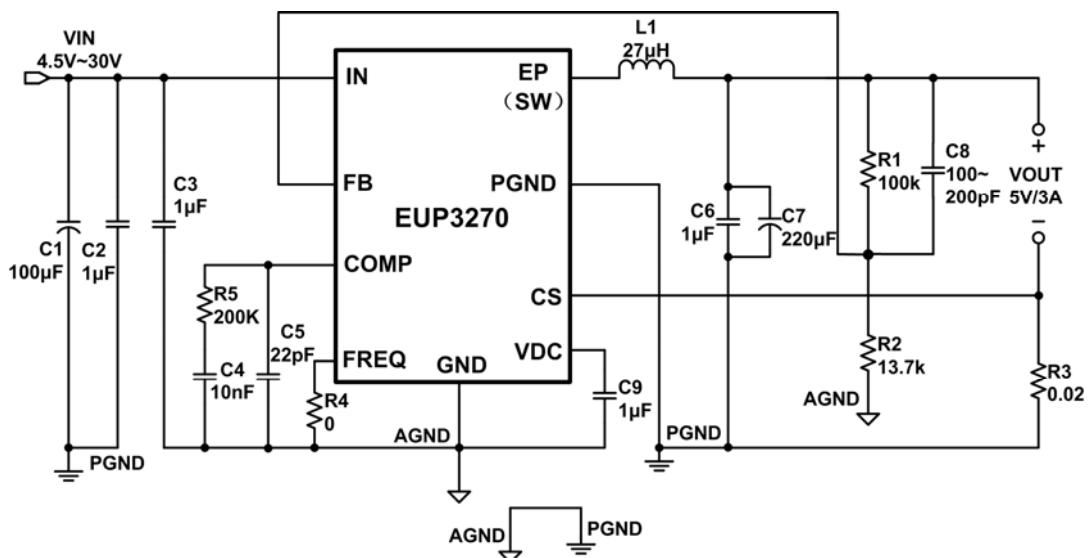 VIN
4.5V~30V
IN
EP
(SW)
L1
27μH
FB
PGND
EUP3270
COMP
CS
VDC
FREQ
GND
C1
100μF
C2
1μF
C3
1μF
R5
200K
C4
10nF
C5
22pF
R4
0
AGND
PGND
C9
1μF
PGND
C6
1μF
C7
220μF
R1
100k
C8
100~
200pF
R2
13.7k
AGND
+
VOUT
5V/3A
−
R3
0.02
AGND
PGND